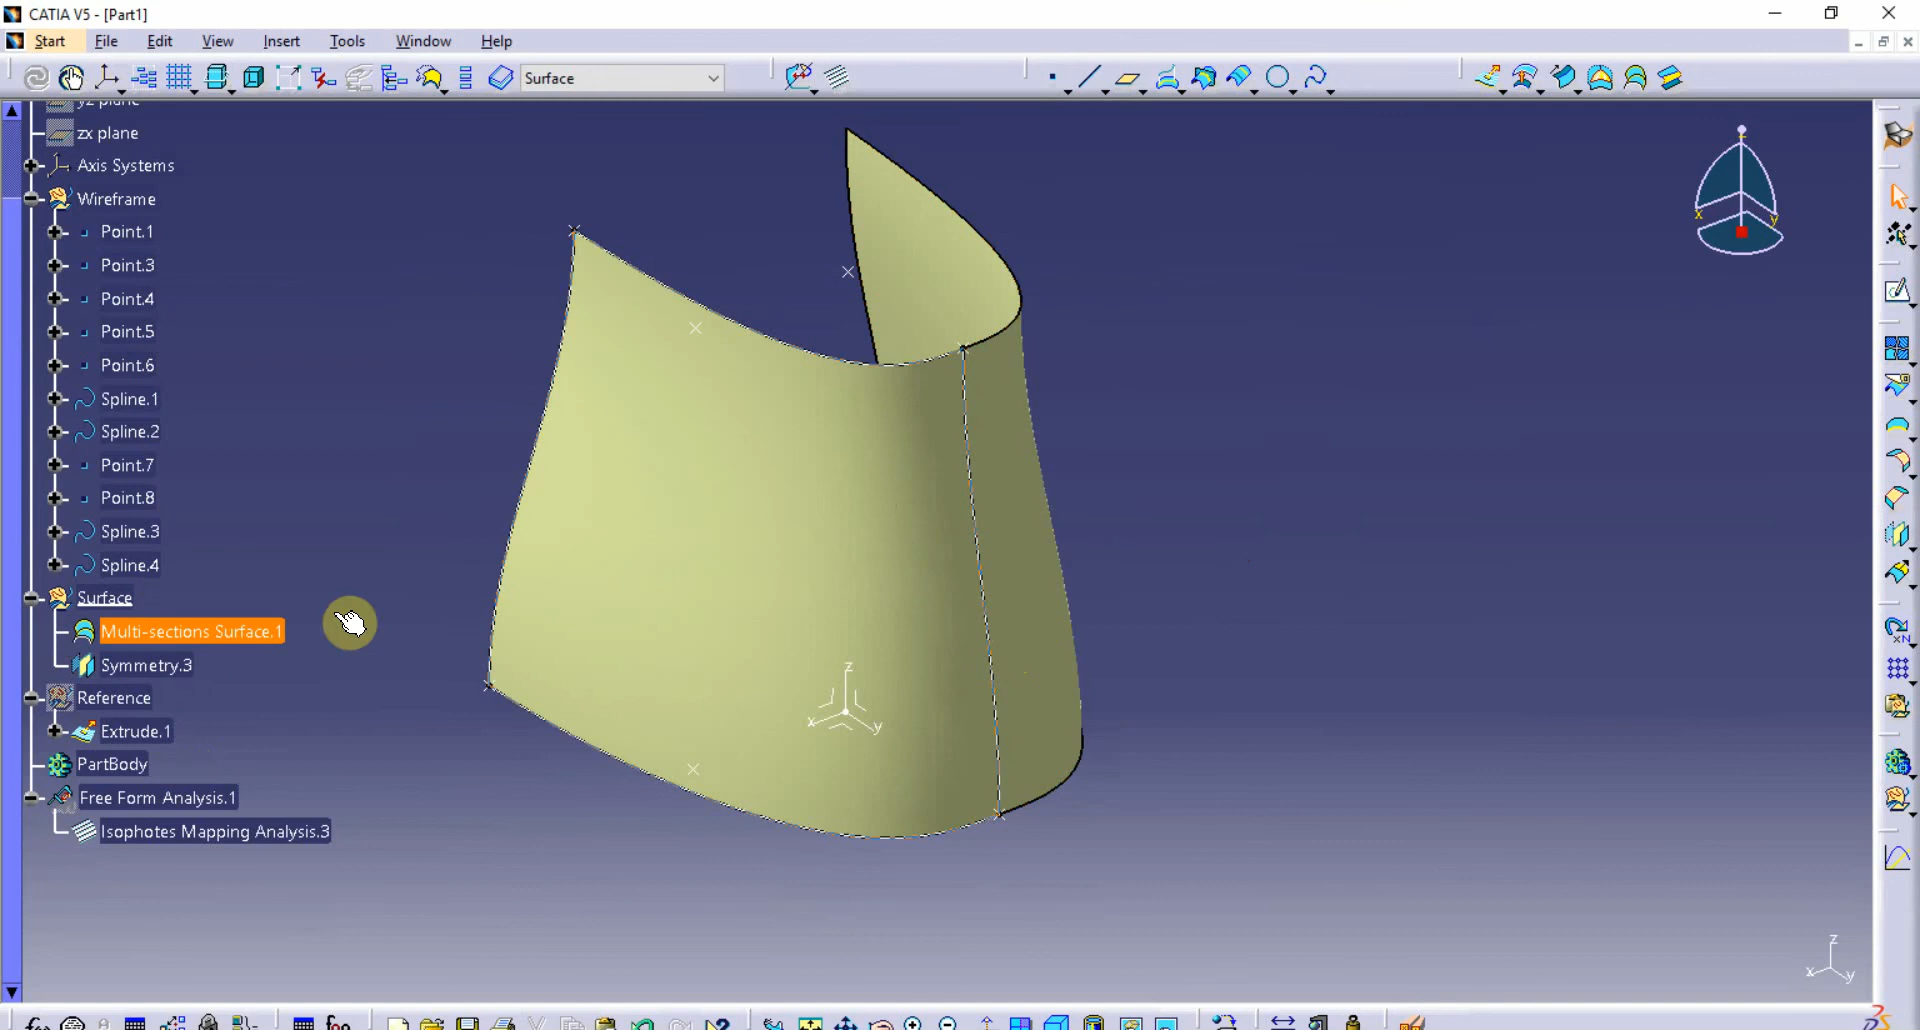 CATIA V5 - [Part1]
Start File Edit View Insert Tools Window Help
Surface
yz plane
zx plane
Axis Systems
Wireframe
Point.1
Point.3
Point.4
Point.5
Point.6
Spline.1
Spline.2
Point.7
Point.8
Spline.3
Spline.4
Surface
Multi-sections Surface.1
Symmetry.3
Reference
Extrude.1
PartBody
Free Form Analysis.1
Isophotes Mapping Analysis.3
z
x y
z
x y
z
x y